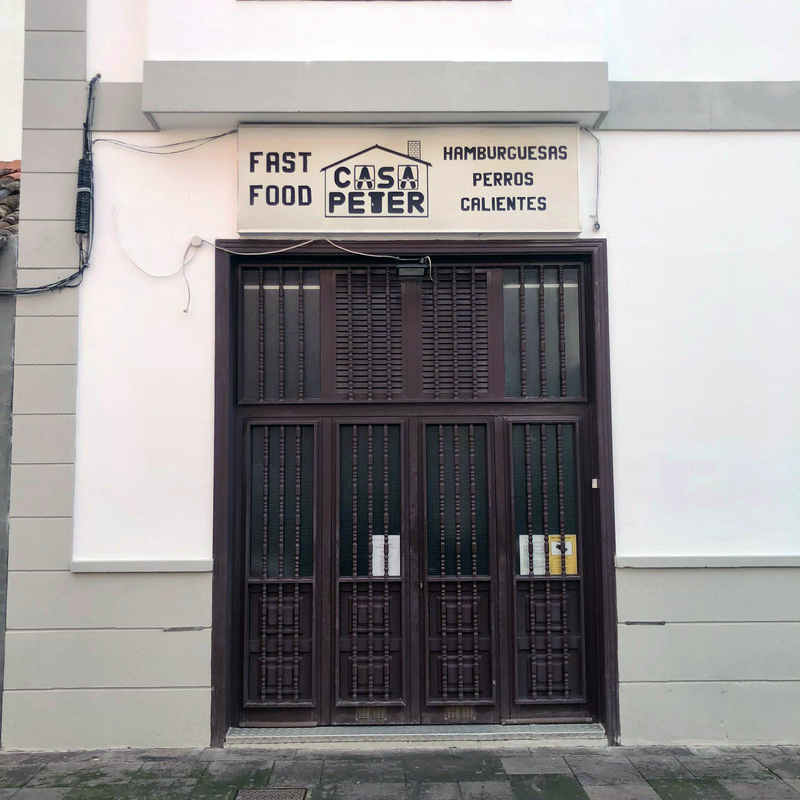 FAST
FOOD
CASA
PETER
HAMBURGUESAS
PERROS
CALIENTES